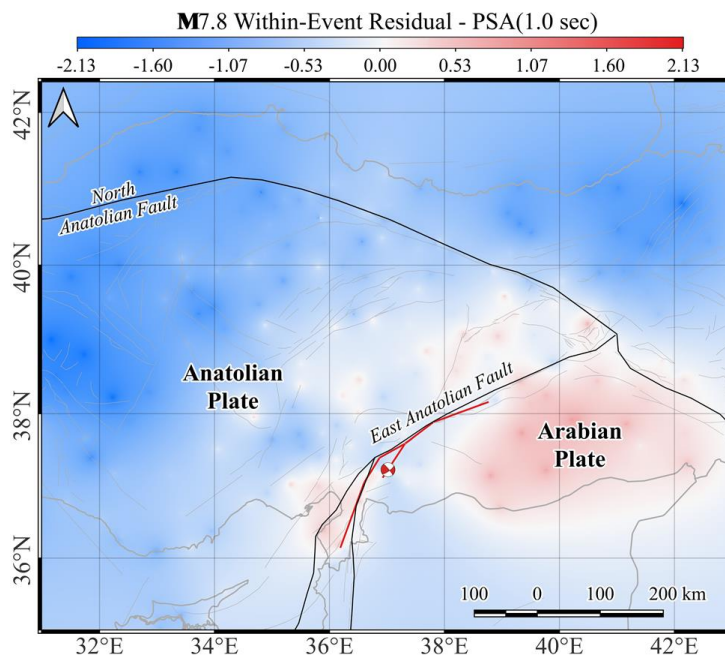 M7.8 Within-Event Residual - PSA(1.0 sec)
-2.13 -1.60 -1.07 -0.53 0.00 0.53 1.07 1.60 2.13
42°N
North
Anatolian Fault
40°N
Anatolian
Plate
East Anatolian Fault
38°N
Arabian
Plate
36°N
100 0 100 200 km
32°E 34°E 36°E 38°E 40°E 42°E